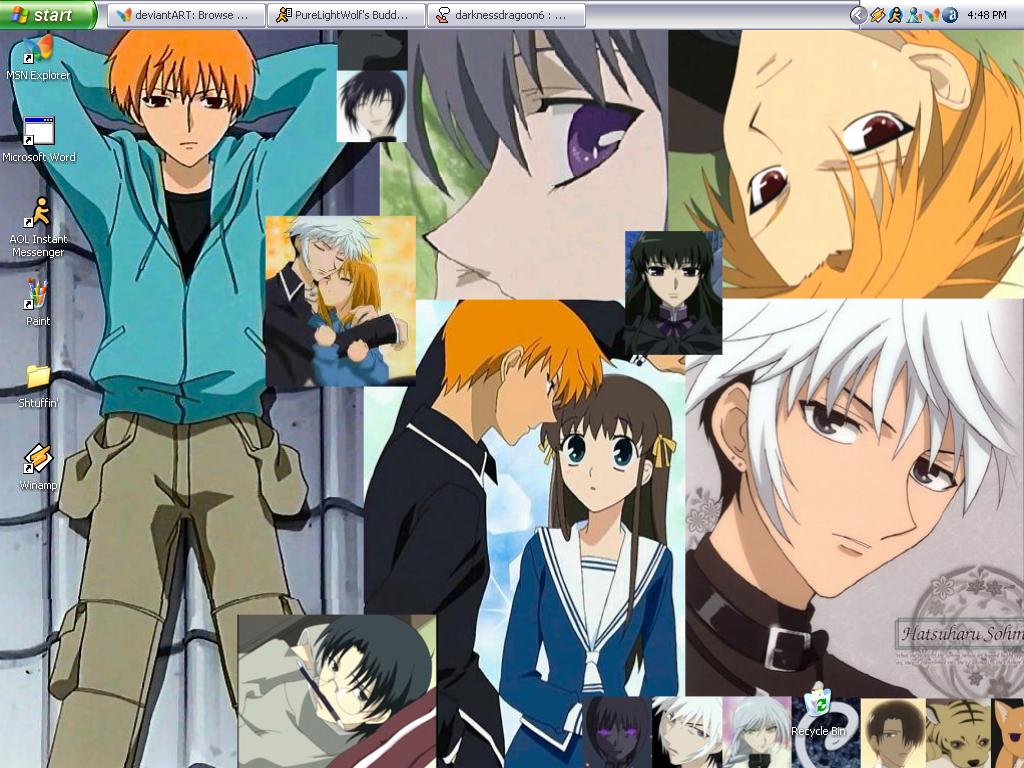 start
deviantART: Browse ...
PureLightWolf's Budd...
darknessdragoon6 : ...
a
4:48 PM
MSN Explorer
Microsoft Word
AOL Instant
Messenger
Paint
Shtuffin'
Winamp
Hatsuharu Sohm
Recycle Bin